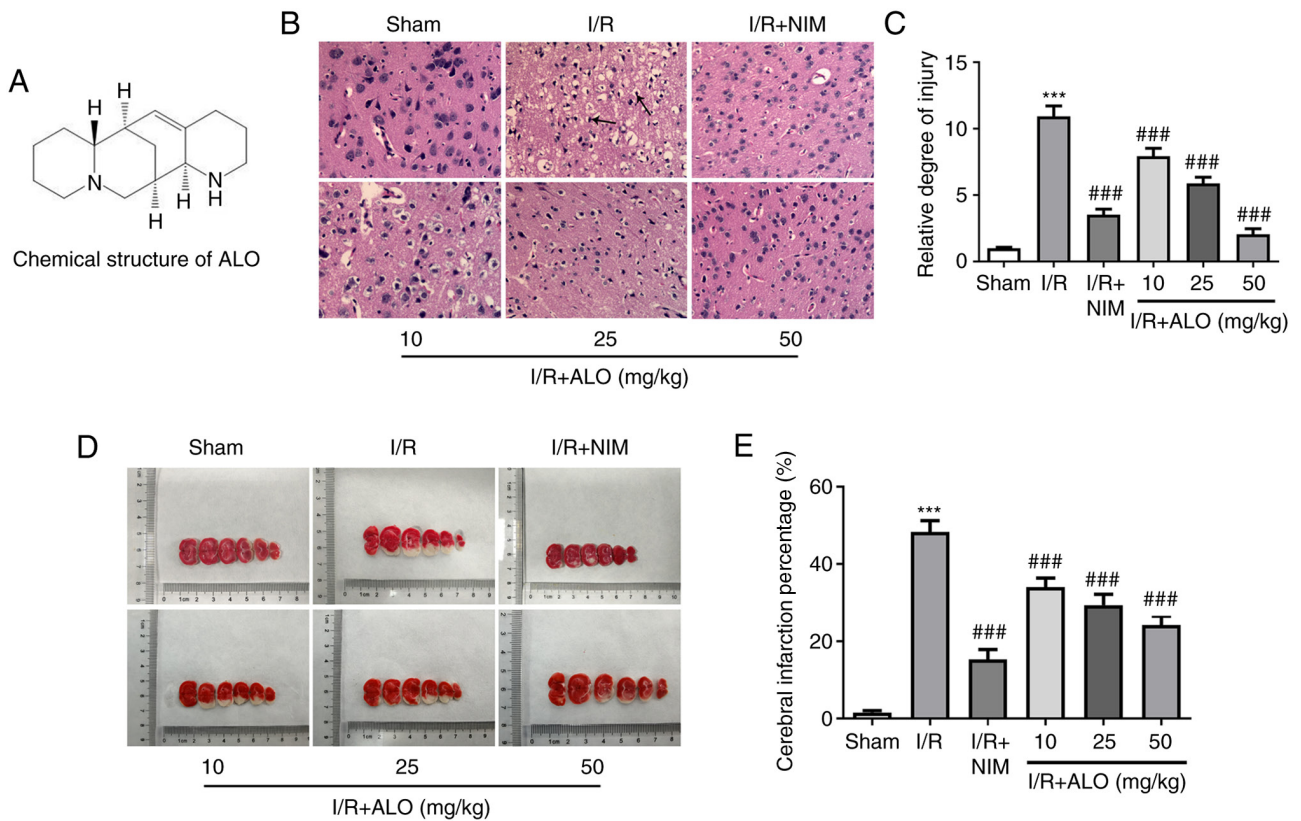 A
H
H
N
H
H
N
H
Chemical structure of ALO
B
Sham I/R I/R+NIM
10 25 50
I/R+ALO (mg/kg)
C
Relative degree of injury
15
10
5
0
***
###
###
###
###
Sham I/R I/R+ 10 25 50
NIM I/R+ALO (mg/kg)
D
Sham I/R I/R+NIM
10 25 50
I/R+ALO (mg/kg)
E
Cerebral infarction percentage (%)
60
40
20
0
***
###
###
###
###
Sham I/R I/R+ 10 25 50
NIM I/R+ALO (mg/kg)